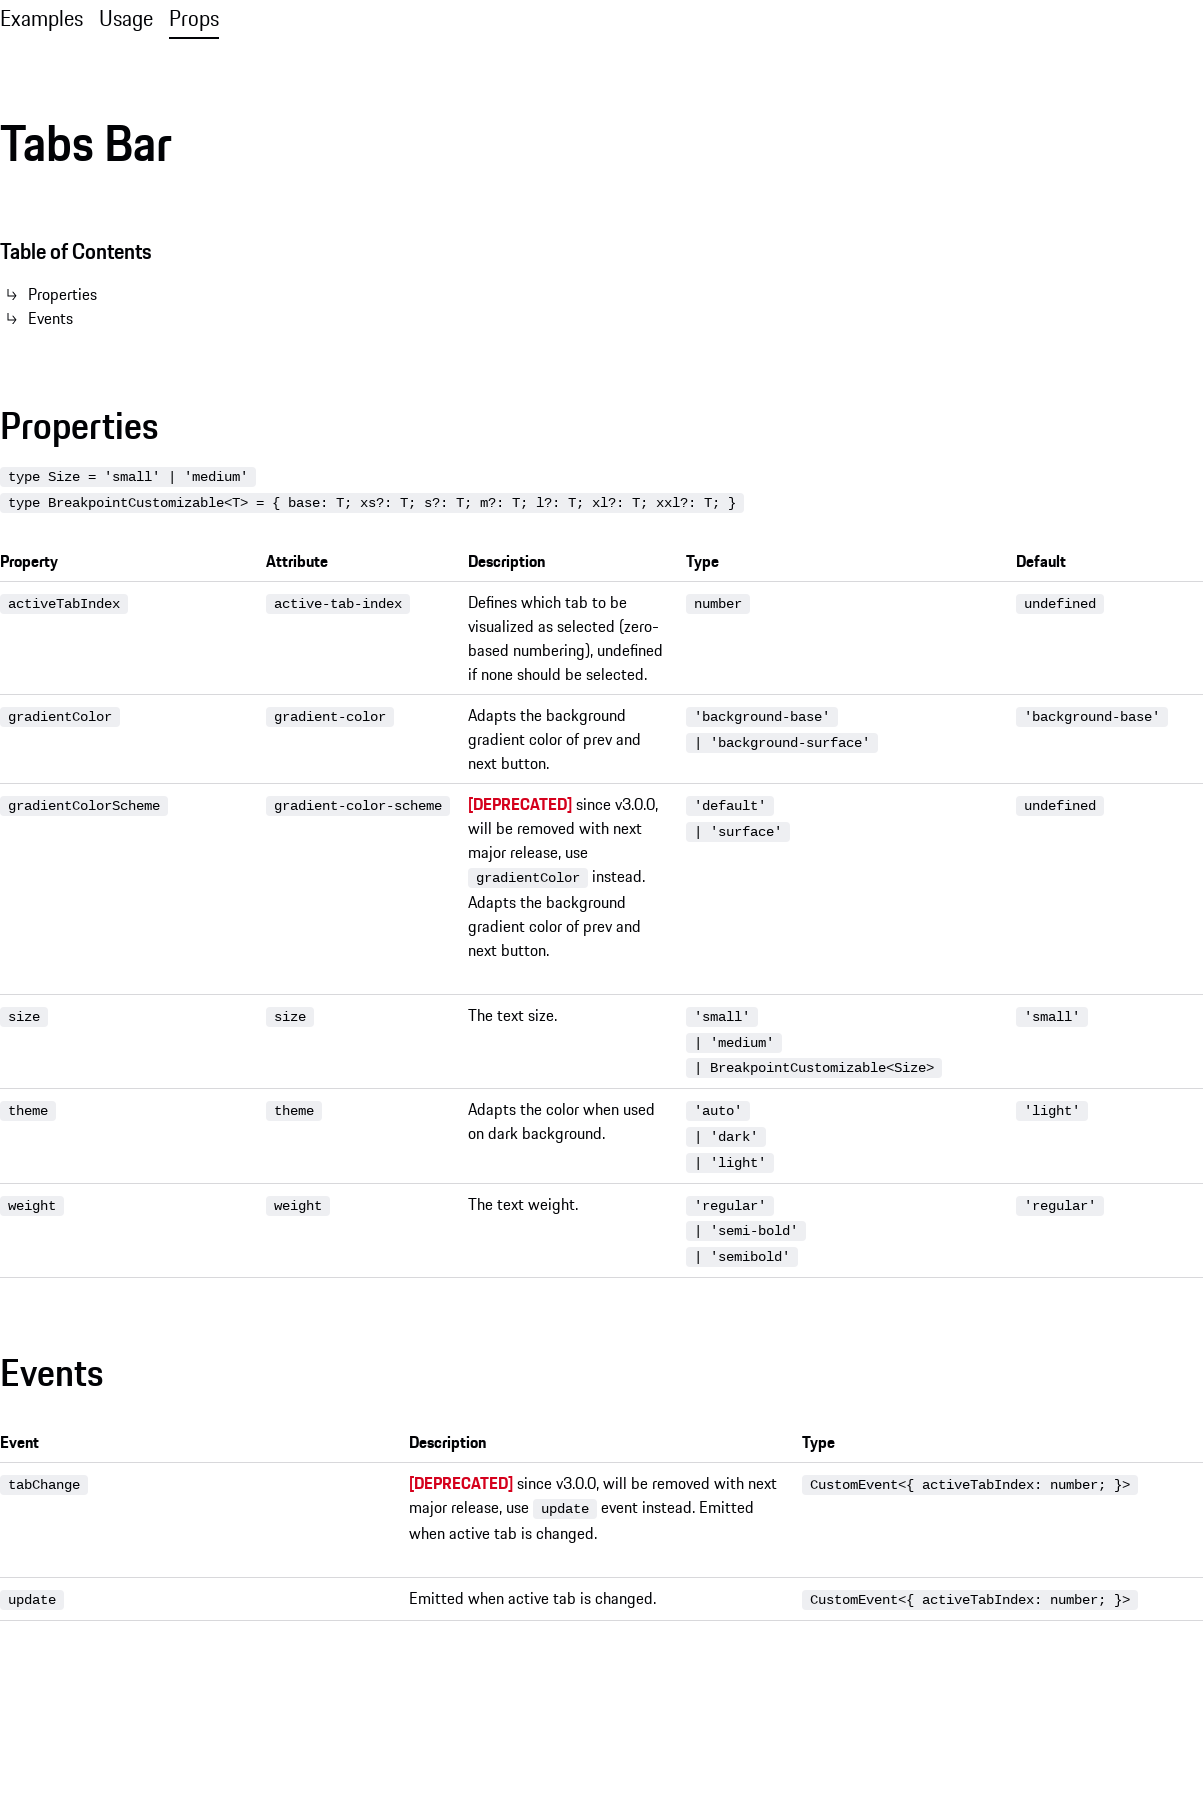 Examples Usage Props
Tabs Bar
Table of Contents
Properties
Events
Properties
type Size = 'small' | 'medium'
type BreakpointCustomizable<T> = { base: T; xs?: T; s?: T; m?: T; l?: T; xl?: T; xxl?: T; }
Property Attribute Description Type Default
activeTabIndex active-tab-index Defines which tab to be number undefined
visualized as selected (zero-
based numbering), undefined
if none should be selected.
gradientColor gradient-color Adapts the background 'background-base' 'background-base'
gradient color of prev and | 'background-surface'
next button.
gradientColorScheme gradient-color-scheme [DEPRECATED] since v3.0.0, 'default' undefined
will be removed with next | 'surface'
major release, use
gradientColor instead.
Adapts the background
gradient color of prev and
next button.
size size The text size. 'small' 'small'
| 'medium'
| BreakpointCustomizable<Size>
theme theme Adapts the color when used 'auto' 'light'
on dark background. | 'dark'
| 'light'
weight weight The text weight. 'regular' 'regular'
| 'semi-bold'
| 'semibold'
Events
Event Description Type
tabChange [DEPRECATED] since v3.0.0, will be removed with next CustomEvent<{ activeTabIndex: number; }>
major release, use update event instead. Emitted
when active tab is changed.
update Emitted when active tab is changed. CustomEvent<{ activeTabIndex: number; }>